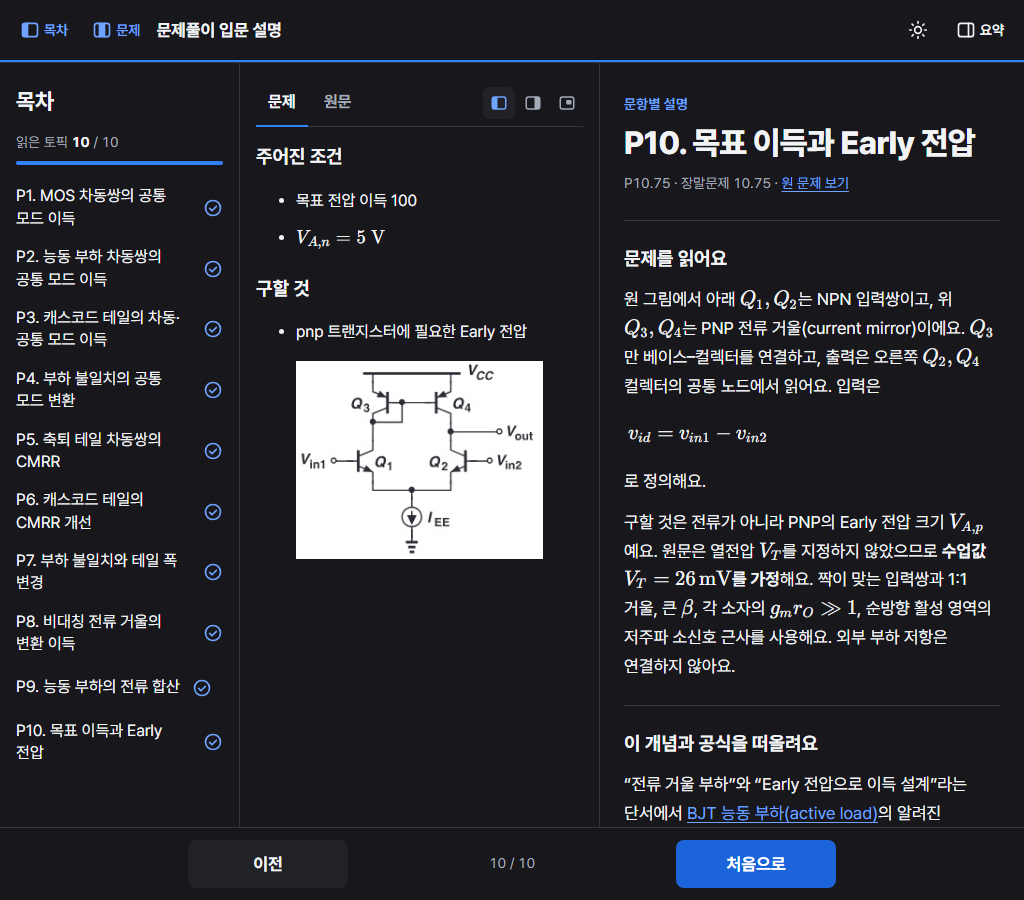 목차 문제 문제풀이 입문 설명 요약
목차
읽은 토픽 10 / 10
P1. MOS 차동쌍의 공통
모드 이득
P2. 능동 부하 차동쌍의
공통 모드 이득
P3. 캐스코드 테일의 차동·
공통 모드 이득
P4. 부하 불일치의 공통
모드 변환
P5. 축퇴 테일 차동쌍의
CMRR
P6. 캐스코드 테일의
CMRR 개선
P7. 부하 불일치와 테일 폭
변경
P8. 비대칭 전류 거울의
변환 이득
P9. 능동 부하의 전류 합산
P10. 목표 이득과 Early
전압
문제 원문
주어진 조건
• 목표 전압 이득 100
• V_{A,n} = 5 V
구할 것
• pnp 트랜지스터에 필요한 Early 전압
V_CC
Q_3 Q_4
V_out
V_in1 Q_1 Q_2 V_in2
I_EE
문항별 설명
P10. 목표 이득과 Early 전압
P10.75 · 장말문제 10.75 · 원 문제 보기
문제를 읽어요
원 그림에서 아래 Q_1, Q_2는 NPN 입력쌍이고, 위
Q_3, Q_4는 PNP 전류 거울(current mirror)이에요. Q_3
만 베이스–컬렉터를 연결하고, 출력은 오른쪽 Q_2, Q_4
컬렉터의 공통 노드에서 읽어요. 입력은
v_{id} = v_{in1} − v_{in2}
로 정의해요.
구할 것은 전류가 아니라 PNP의 Early 전압 크기 V_{A,p}
예요. 원문은 열전압 V_T를 지정하지 않았으므로 수업값
V_T = 26 mV를 가정해요. 짝이 맞는 입력쌍과 1:1
거울, 큰 β, 각 소자의 g_m r_O ≫ 1, 순방향 활성 영역의
저주파 소신호 근사를 사용해요. 외부 부하 저항은
연결하지 않아요.
이 개념과 공식을 떠올려요
“전류 거울 부하”와 “Early 전압으로 이득 설계”라는
단서에서 BJT 능동 부하(active load)의 알려진
이전 10 / 10 처음으로